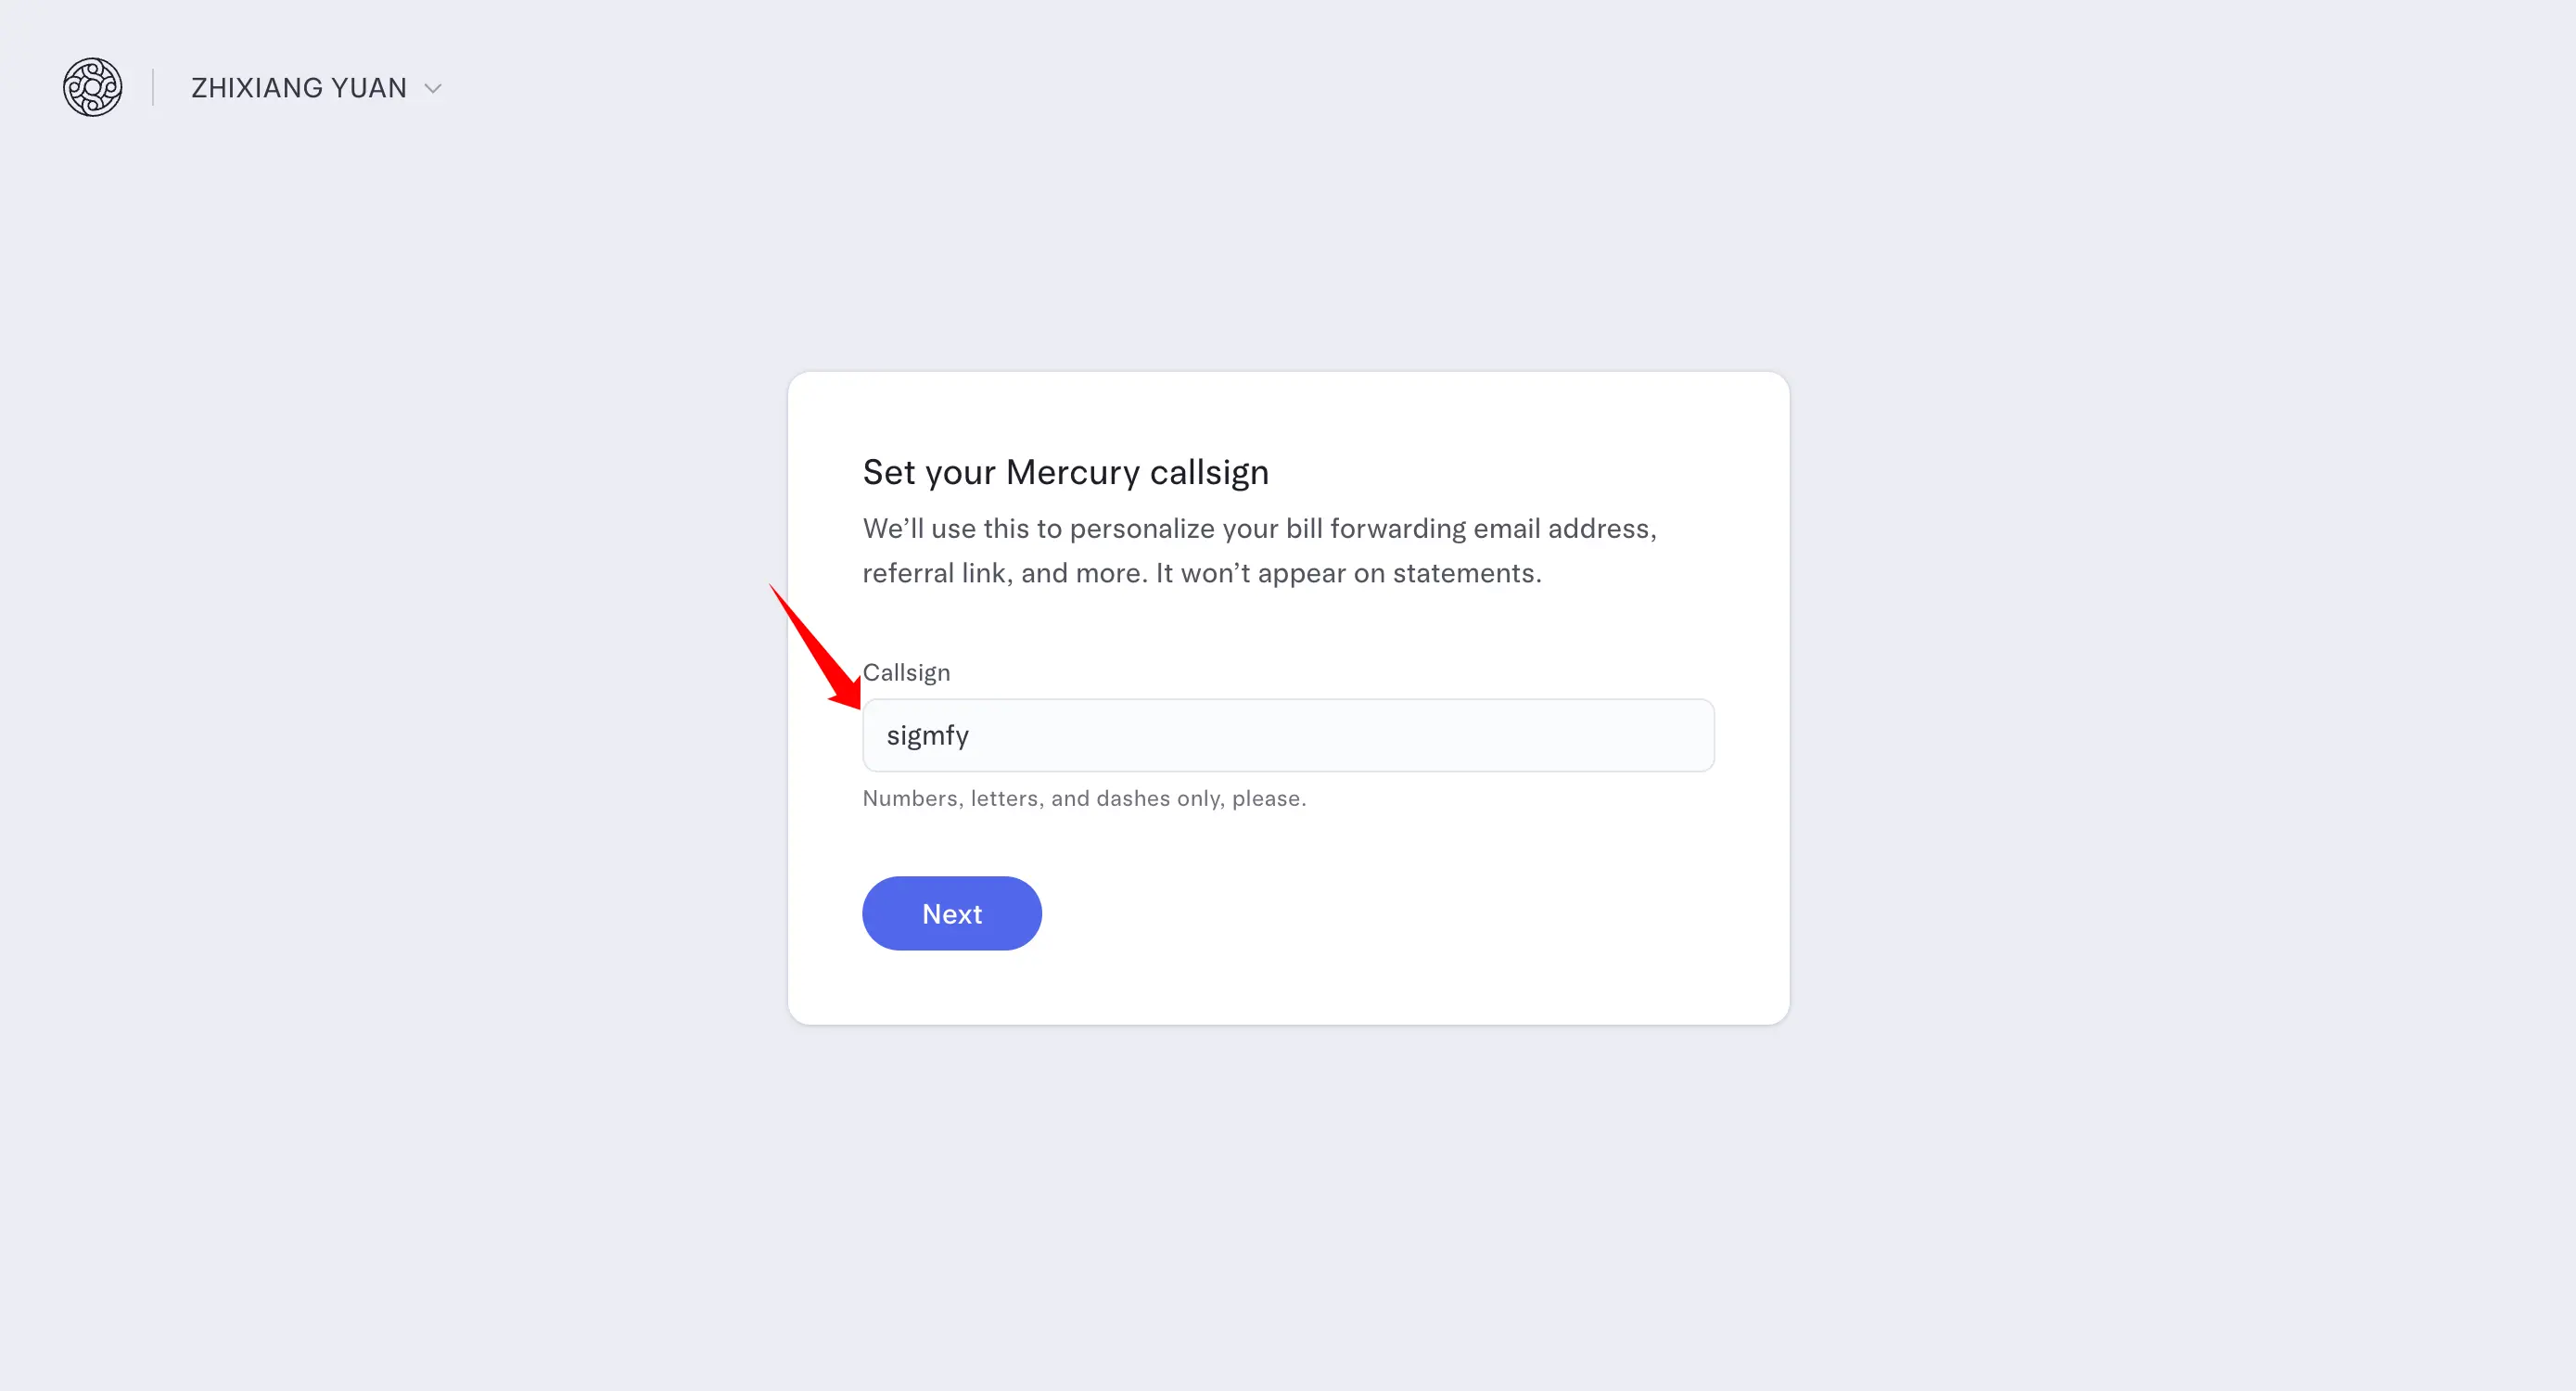 ZHIXIANG YUAN
Set your Mercury callsign
We’ll use this to personalize your bill forwarding email address,
referral link, and more. It won’t appear on statements.
Callsign
sigmfy
Numbers, letters, and dashes only, please.
Next